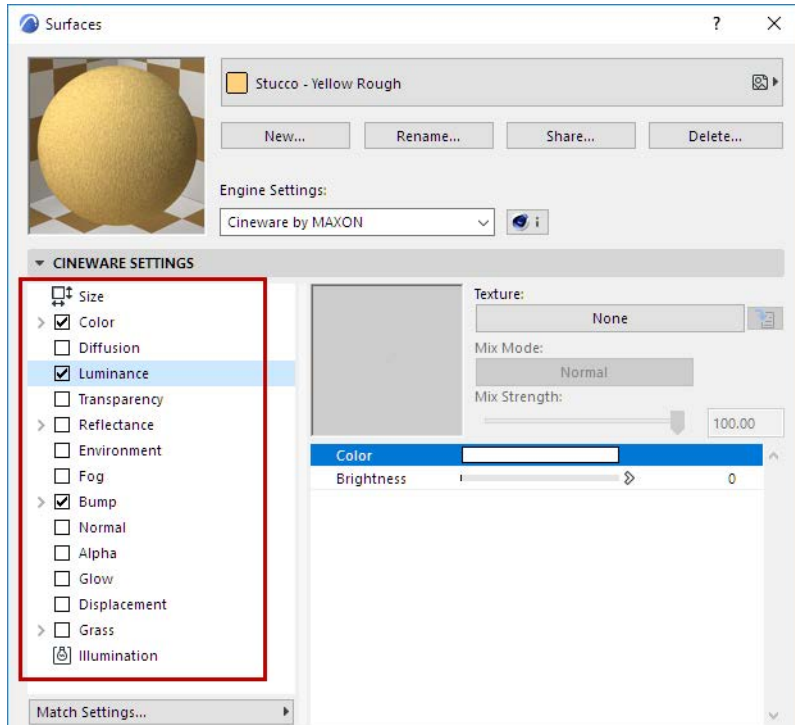 Surfaces
?
Stucco - Yellow Rough
New...
Rename...
Share...
Delete...
Engine Settings:
Cineware by MAXON
i
CINEWARE SETTINGS
Size
Color
Diffusion
Luminance
Transparency
Reflectance
Environment
Fog
Bump
Normal
Alpha
Glow
Displacement
Grass
Illumination
Match Settings...
Texture:
None
Mix Mode:
Normal
Mix Strength:
100.00
Color
Brightness
0